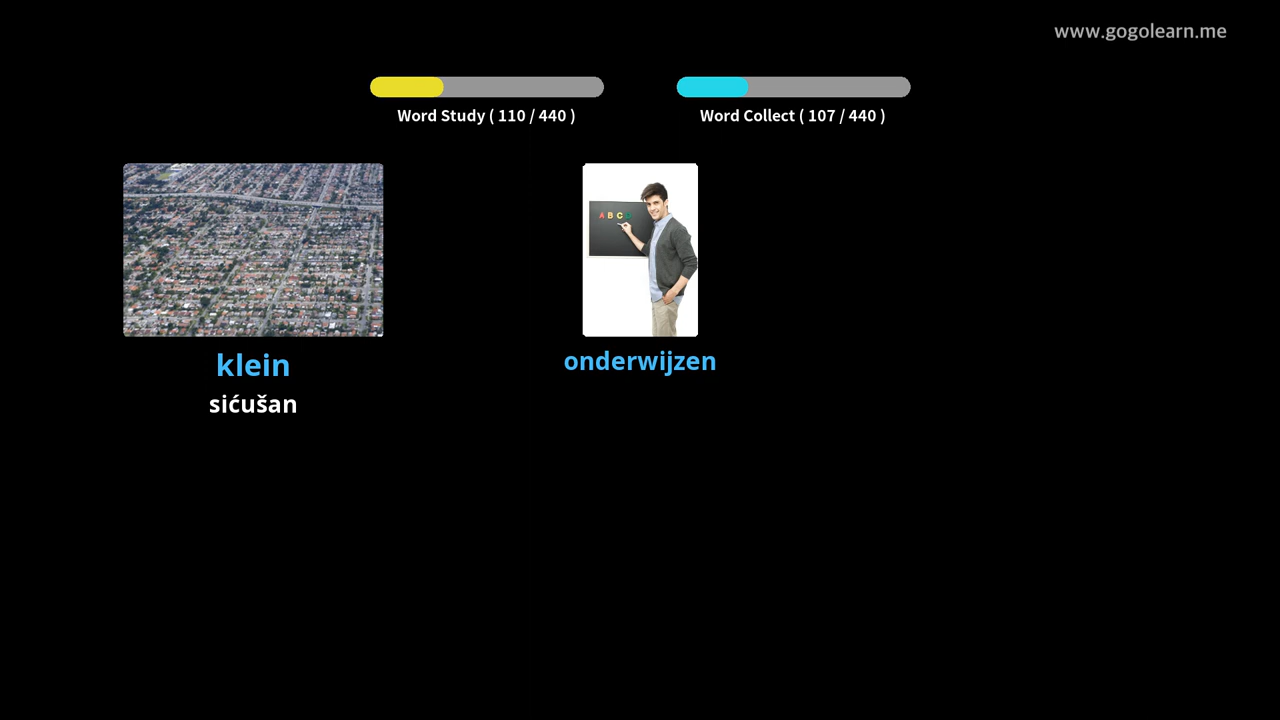 www.gogolearn.me
Word Study ( 110 / 440 )
Word Collect ( 107 / 440 )
A B C D
klein
onderwijzen
sićušan